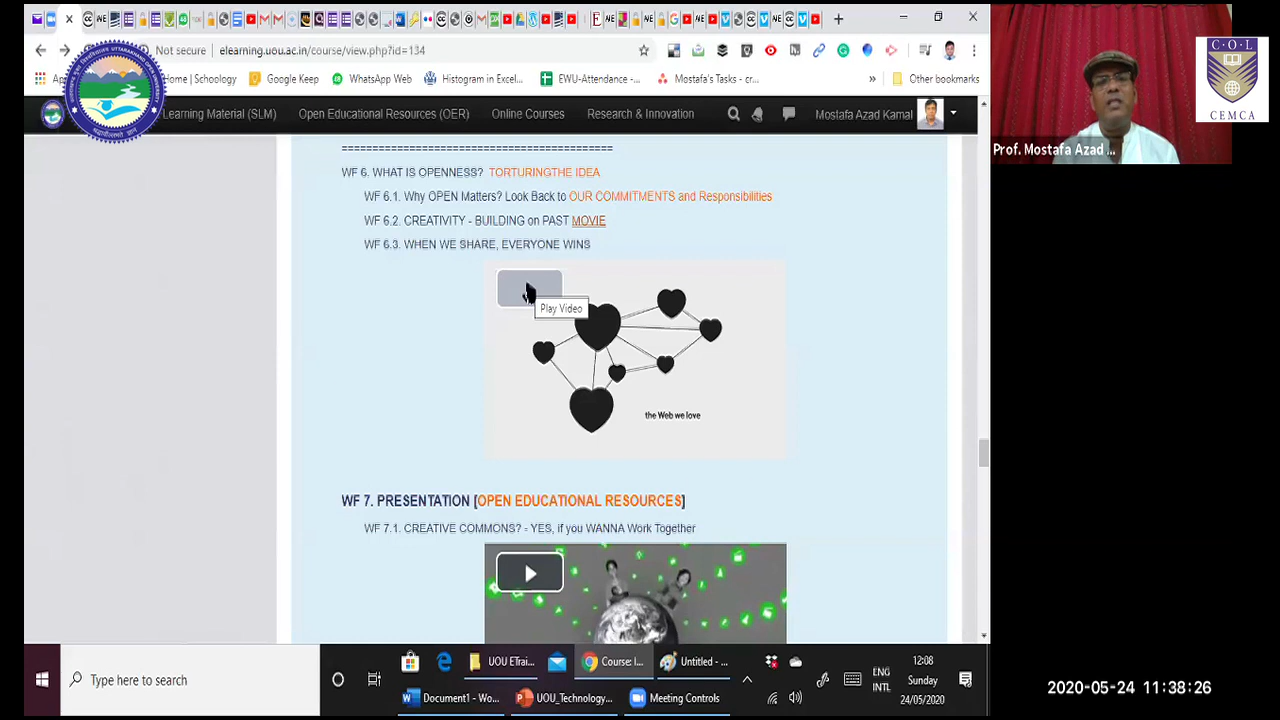 Not secure
elearning.uou.ac.in/course/view.php?id=134
Home | Schoology
Google Keep
WhatsApp Web
Histogram in Excel...
EWU-Attendance -...
Mostafa's Tasks - cr...
»
Other bookmarks
Learning Material (SLM)
Open Educational Resources (OER)
Online Courses
Research & Innovation
Mostafa Azad Kamal
============================================
WF 6. WHAT IS OPENNESS? TORTURINGTHE IDEA
WF 6.1. Why OPEN Matters? Look Back to OUR COMMITMENTS and Responsibilities
WF 6.2. CREATIVITY - BUILDING on PAST MOVIE
WF 6.3. WHEN WE SHARE, EVERYONE WINS
Play Video
the Web we love
WF 7. PRESENTATION [OPEN EDUCATIONAL RESOURCES]
WF 7.1. CREATIVE COMMONS? - YES, if you WANNA Work Together
Type here to search
UOU ETrai...
Course: I...
Untitled - ...
Document1 - Wo...
UOU_Technology...
Meeting Controls
ENG
INTL
12:08
Sunday
24/05/2020
C.O.L
CEMCA
Prof. Mostafa Azad ...
2020-05-24 11:38:26